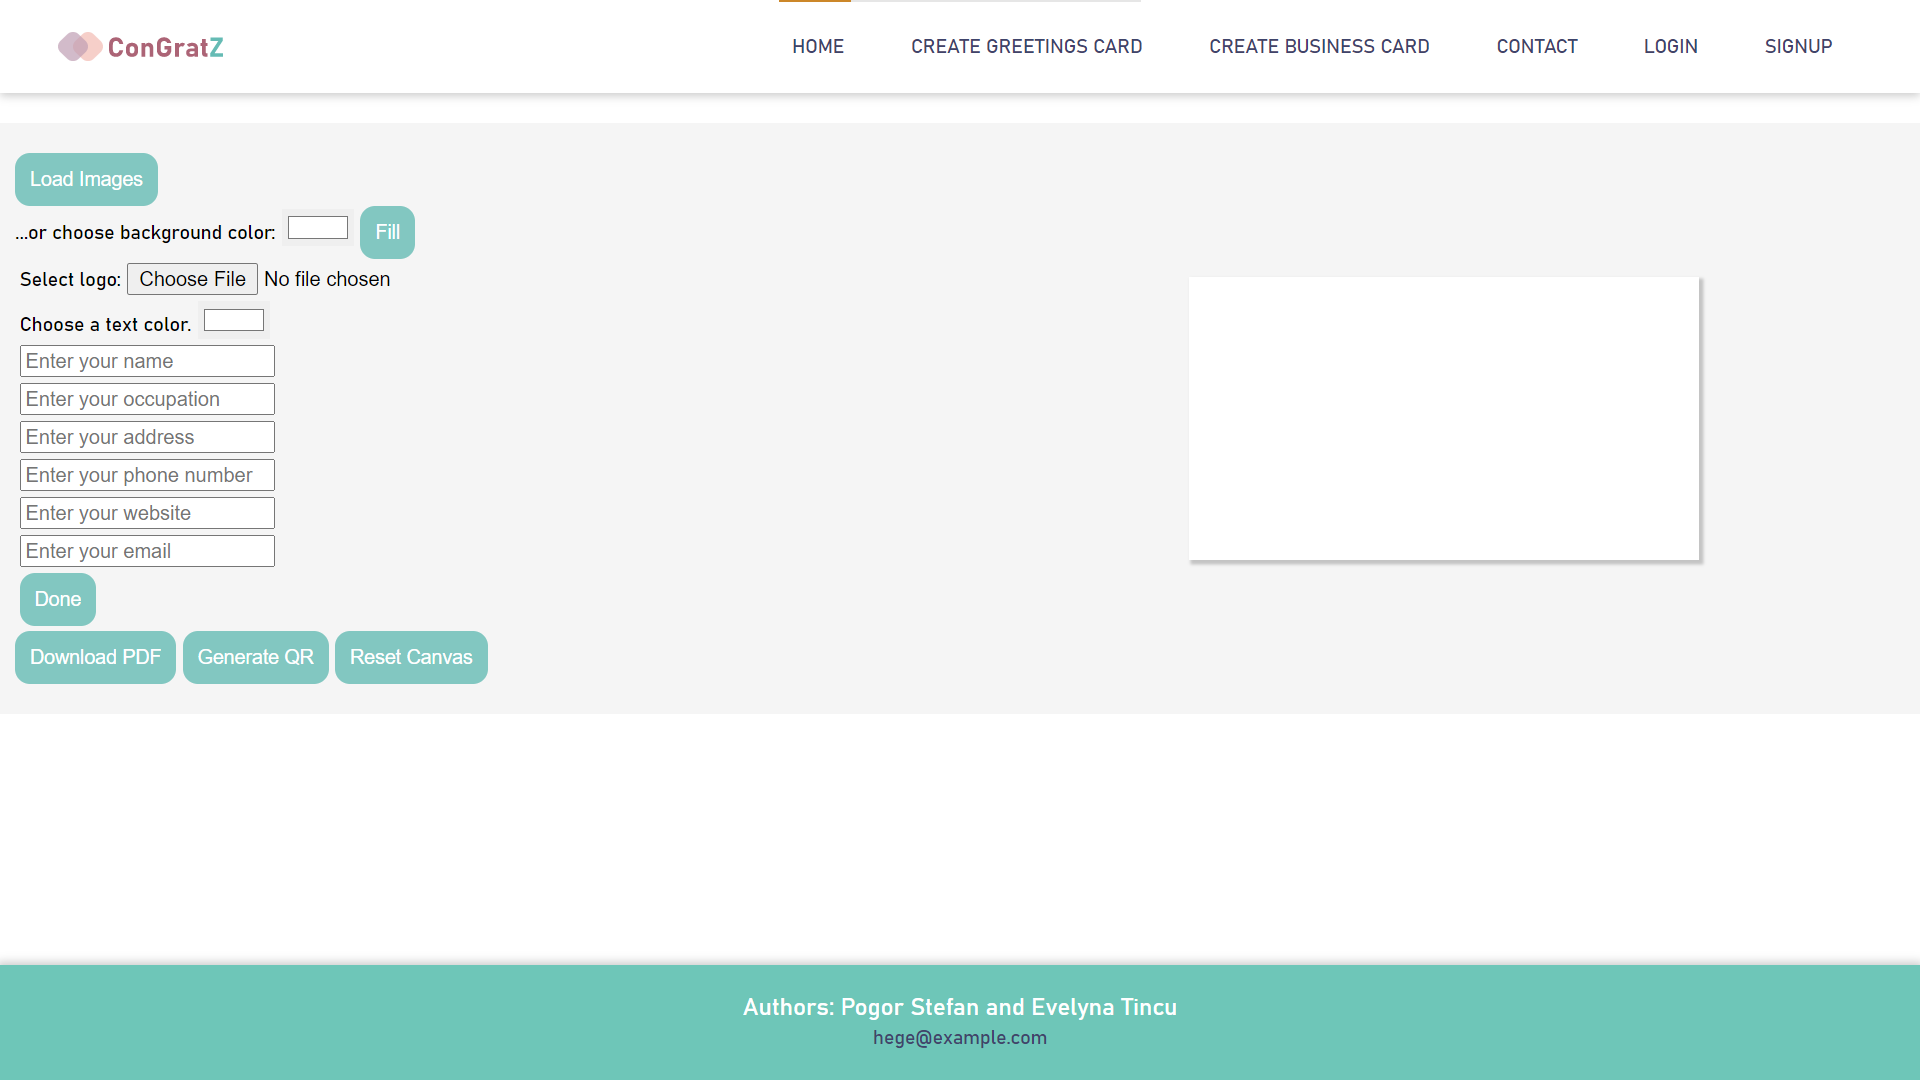 ConGratZ
HOME CREATE GREETINGS CARD CREATE BUSINESS CARD CONTACT LOGIN SIGNUP
Load Images
...or choose background color: Fill
Select logo: Choose File No file chosen
Choose a text color.
Enter your name
Enter your occupation
Enter your address
Enter your phone number
Enter your website
Enter your email
Done
Download PDF Generate QR Reset Canvas
Authors: Pogor Stefan and Evelyna Tincu
hege@example.com